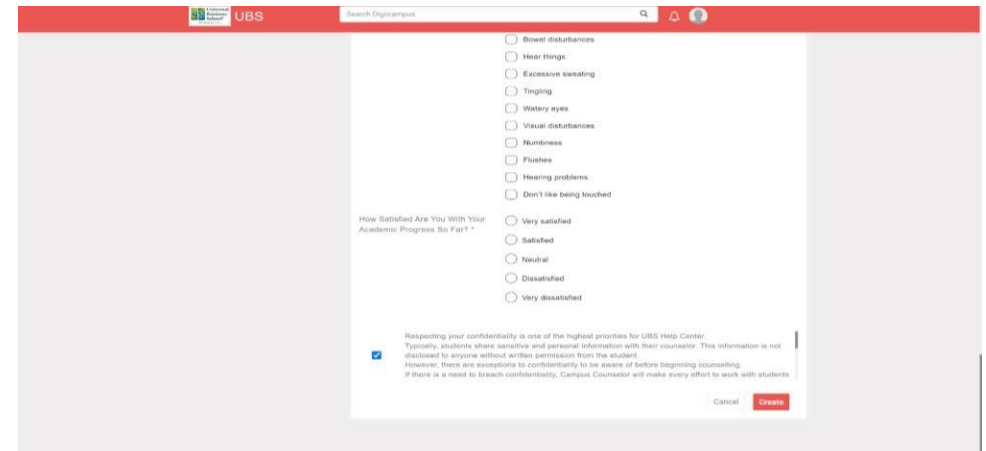 Universal
Business
School
UBS
Search Digiicampus
Bowel disturbances
Hear things
Excessive sweating
Tingling
Watery eyes
Visual disturbances
Numbness
Flushes
Hearing problems
Don't like being touched
How Satisfied Are You With Your
Academic Progress So Far? *
Very satisfied
Satisfied
Neutral
Dissatisfied
Very dissatisfied
Respecting your confidentiality is one of the highest priorities for UBS Help Center.
Typically, students share sensitive and personal information with their counselor. This information is not
disclosed to anyone without written permission from the student.
However, there are exceptions to confidentiality to be aware of before beginning counselling.
If there is a need to breach confidentiality, Campus Counselor will make every effort to work with students
Cancel
Create